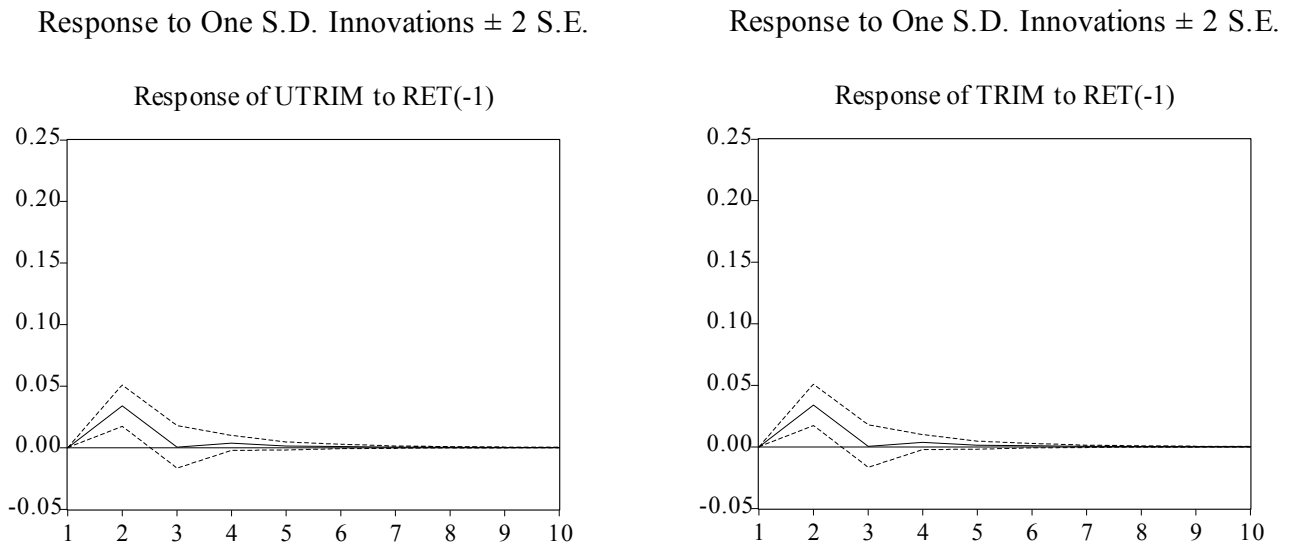 Response to One S.D. Innovations ± 2 S.E.
Response of UTRIM to RET(-1)
0.25
0.20
0.15
0.10
0.05
0.00
-0.05
1 2 3 4 5 6 7 8 9 10
Response to One S.D. Innovations ± 2 S.E.
Response of TRIM to RET(-1)
0.25
0.20
0.15
0.10
0.05
0.00
-0.05
1 2 3 4 5 6 7 8 9 10